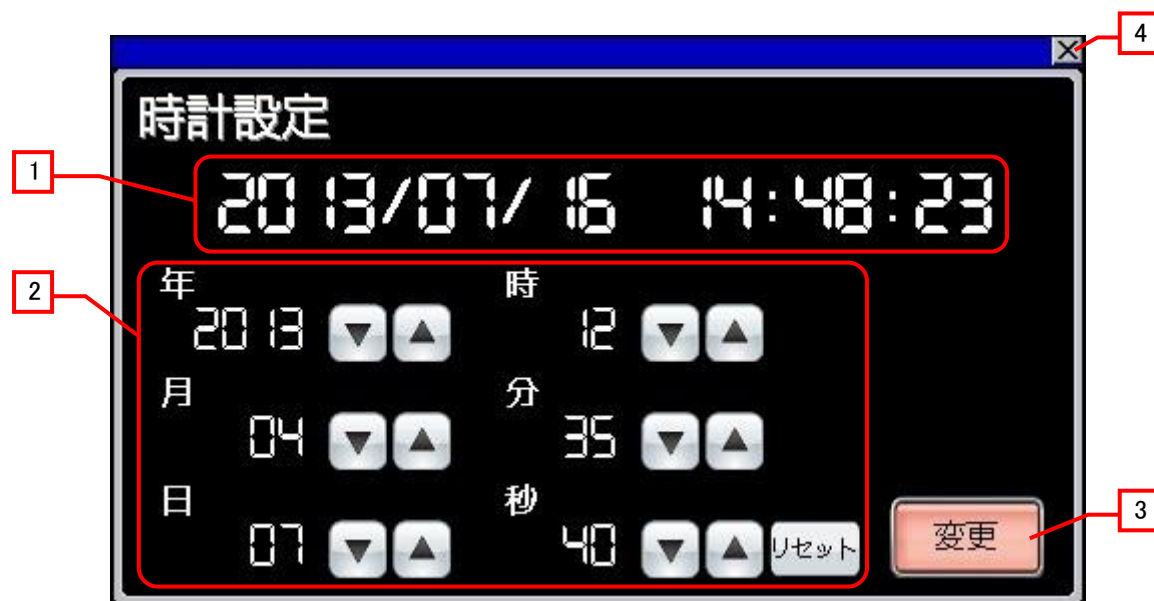 4
時計設定
1
2013/07/16 14:48:23
2
年 時
2013 ▼ ▲ 12 ▼ ▲
月 分
04 ▼ ▲ 35 ▼ ▲
日 秒
07 ▼ ▲ 40 ▼ ▲ リセット
変更
3